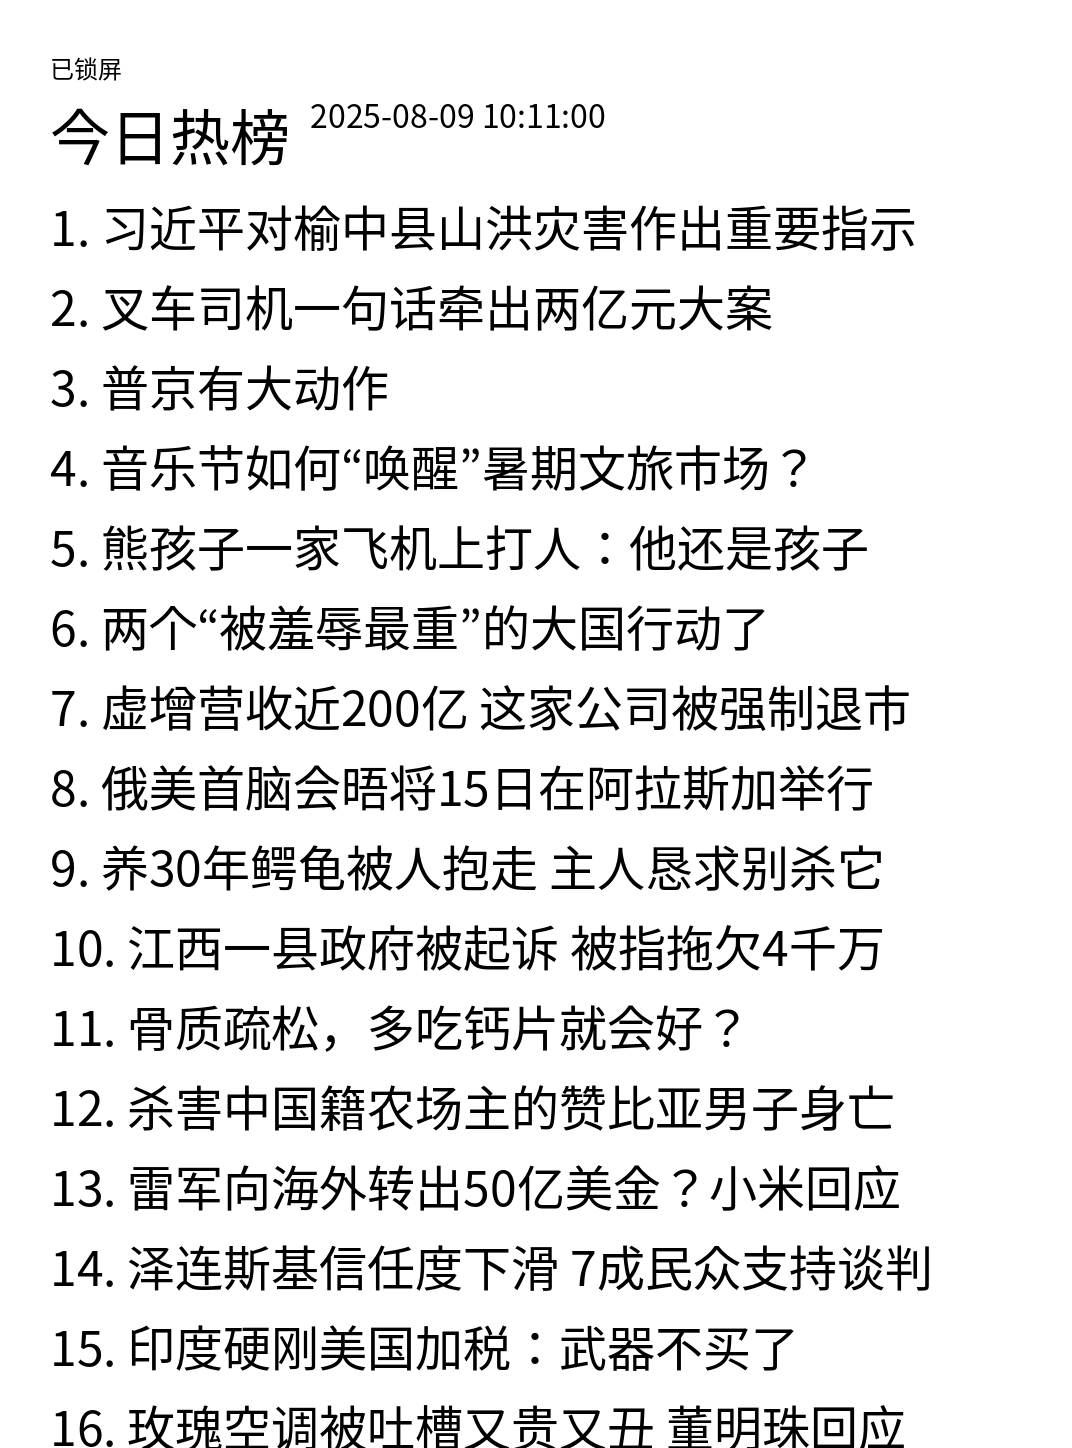 已锁屏
今日热榜 2025-08-09 10:11:00
1. 习近平对榆中县山洪灾害作出重要指示
2. 叉车司机一句话牵出两亿元大案
3. 普京有大动作
4. 音乐节如何“唤醒”暑期文旅市场？
5. 熊孩子一家飞机上打人：他还是孩子
6. 两个“被羞辱最重”的大国行动了
7. 虚增营收近200亿 这家公司被强制退市
8. 俄美首脑会晤将15日在阿拉斯加举行
9. 养30年鳄龟被人抱走 主人恳求别杀它
10. 江西一县政府被起诉 被指拖欠4千万
11. 骨质疏松，多吃钙片就会好？
12. 杀害中国籍农场主的赞比亚男子身亡
13. 雷军向海外转出50亿美金？小米回应
14. 泽连斯基信任度下滑 7成民众支持谈判
15. 印度硬刚美国加税：武器不买了
16. 玫瑰空调被吐槽又贵又丑 董明珠回应